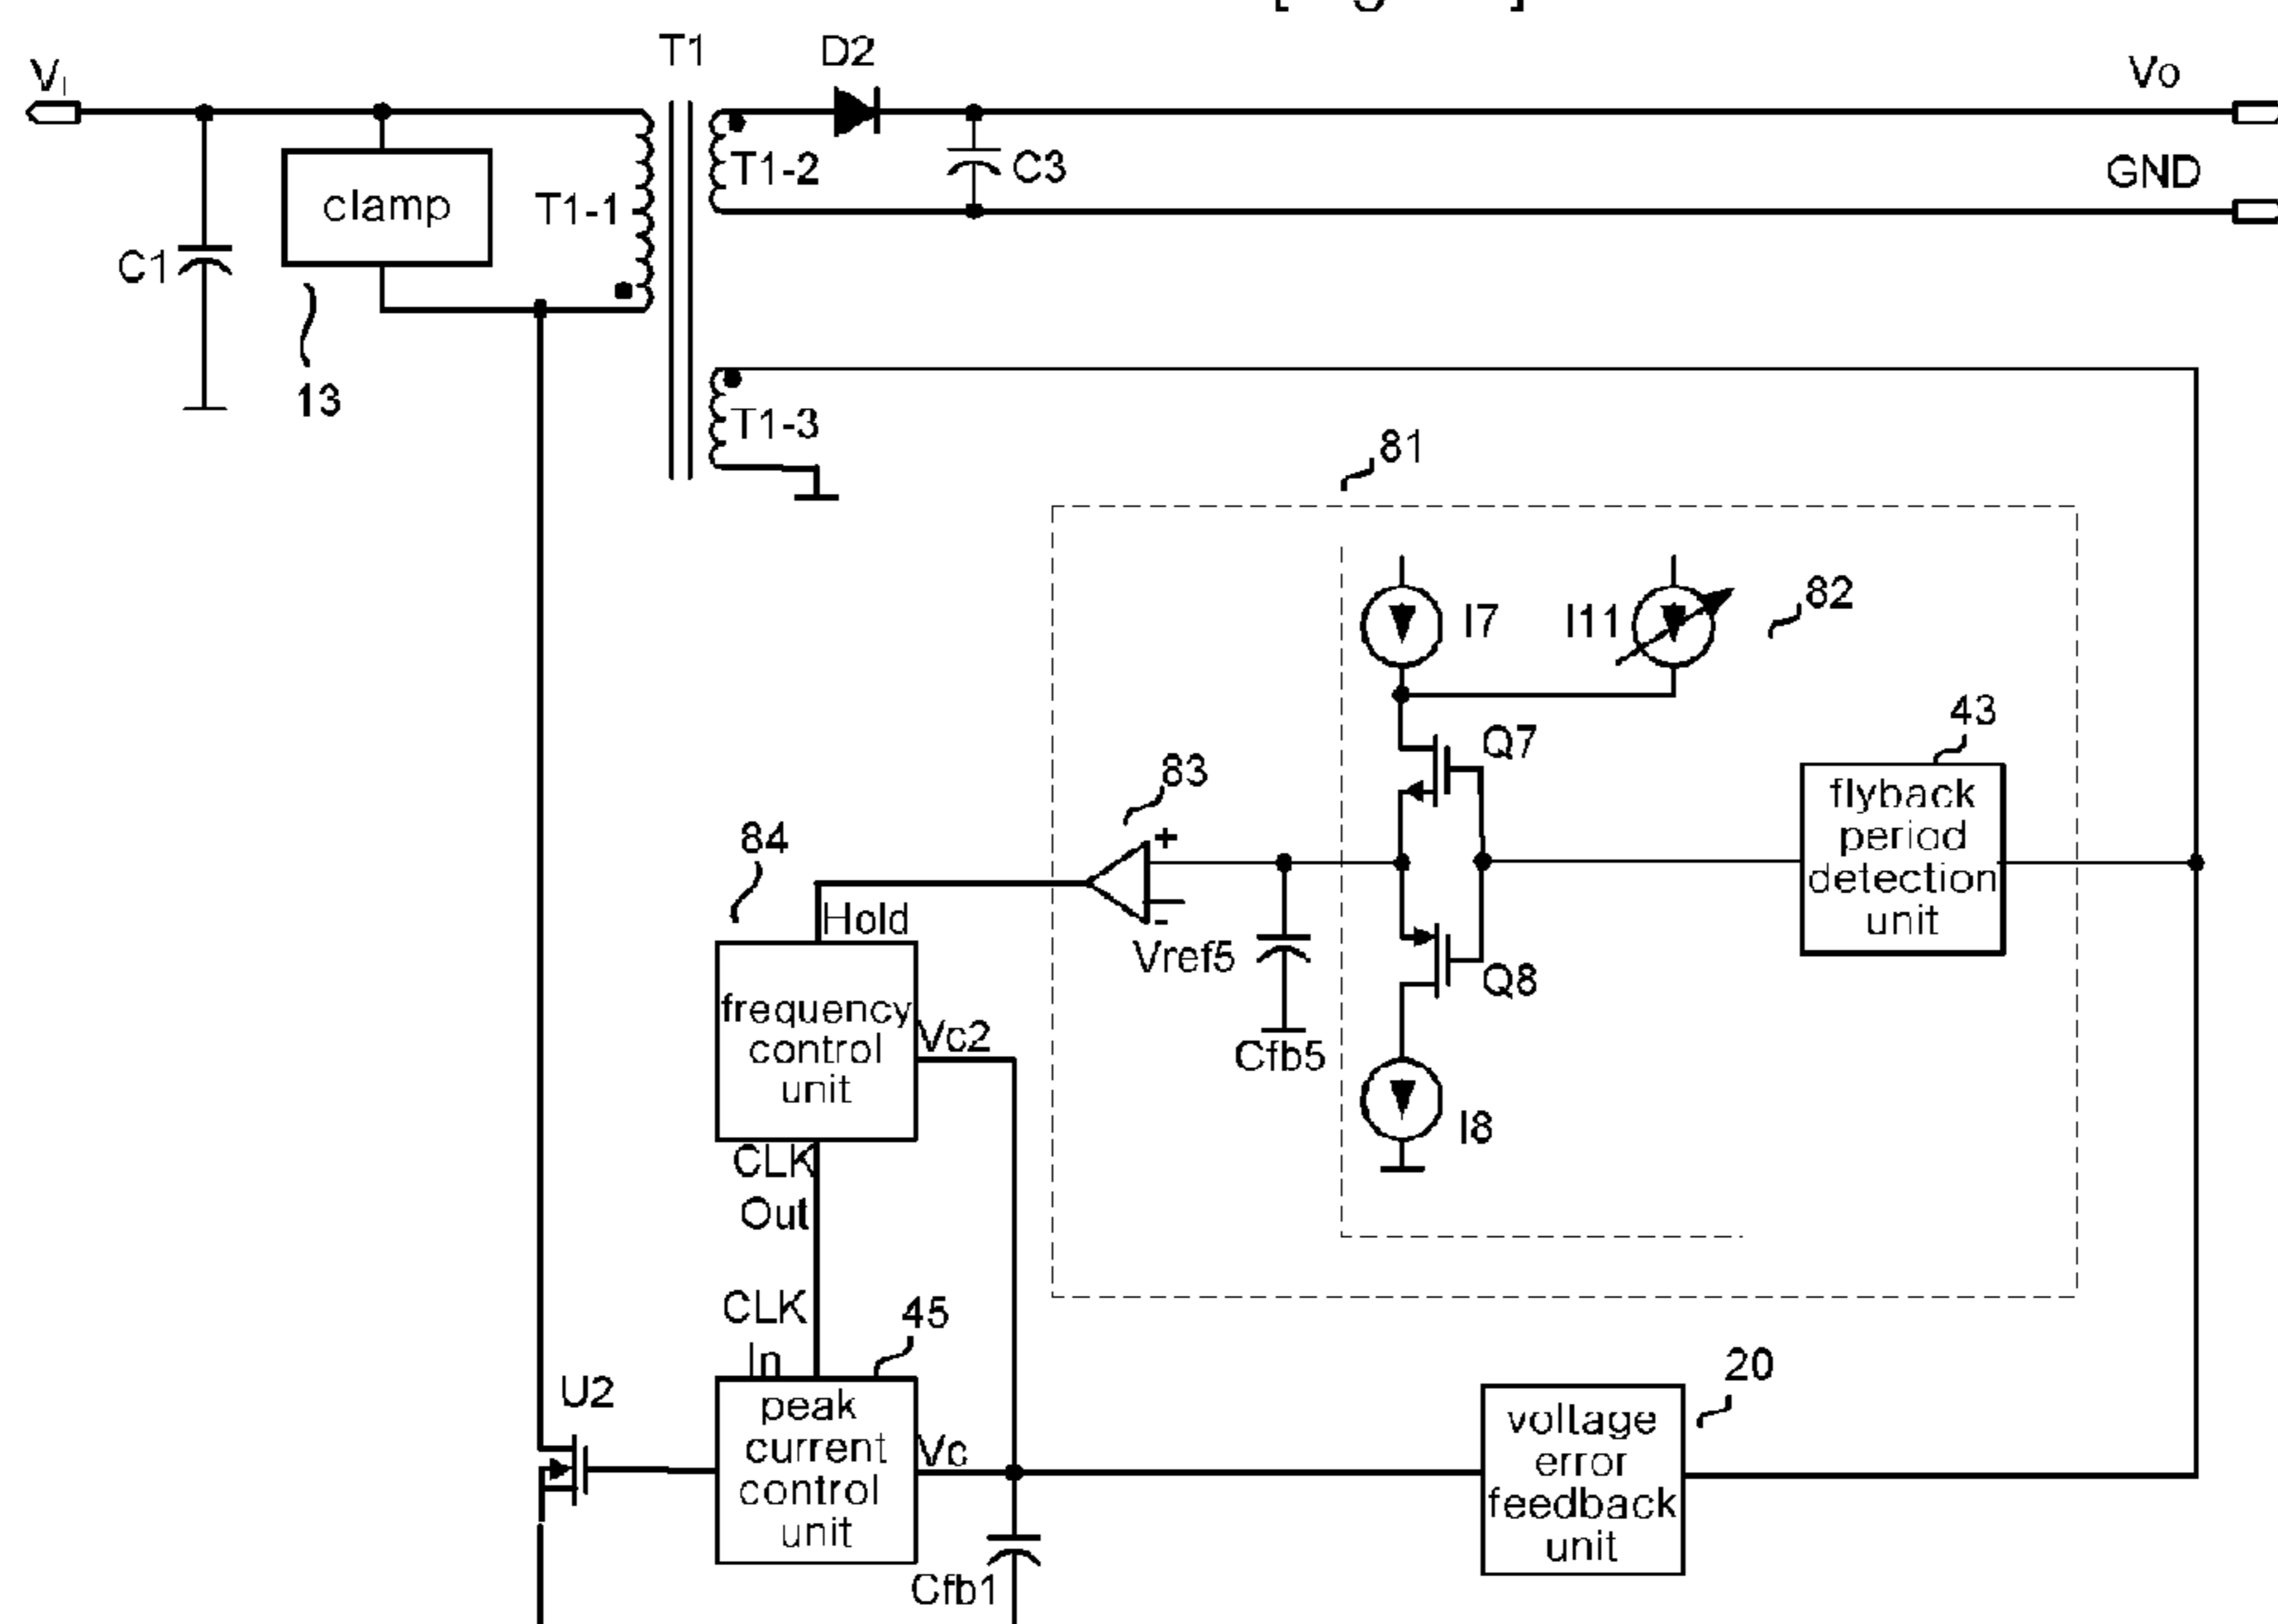 T1
D2
Vo
VI
T1-2
C3
GND
clamp
T1-1
C1
13
T1-3
81
I7
I11
82
43
Q7
83
+
flyback
period
detection
unit
84
Hold
-
Vref5
Q8
frequency
control
unit
Vc2
Cfb5
I8
CLK
Out
CLK
In
45
20
U2
peak
current
control
unit
Vc
voltage
error
feedback
unit
Cfb1